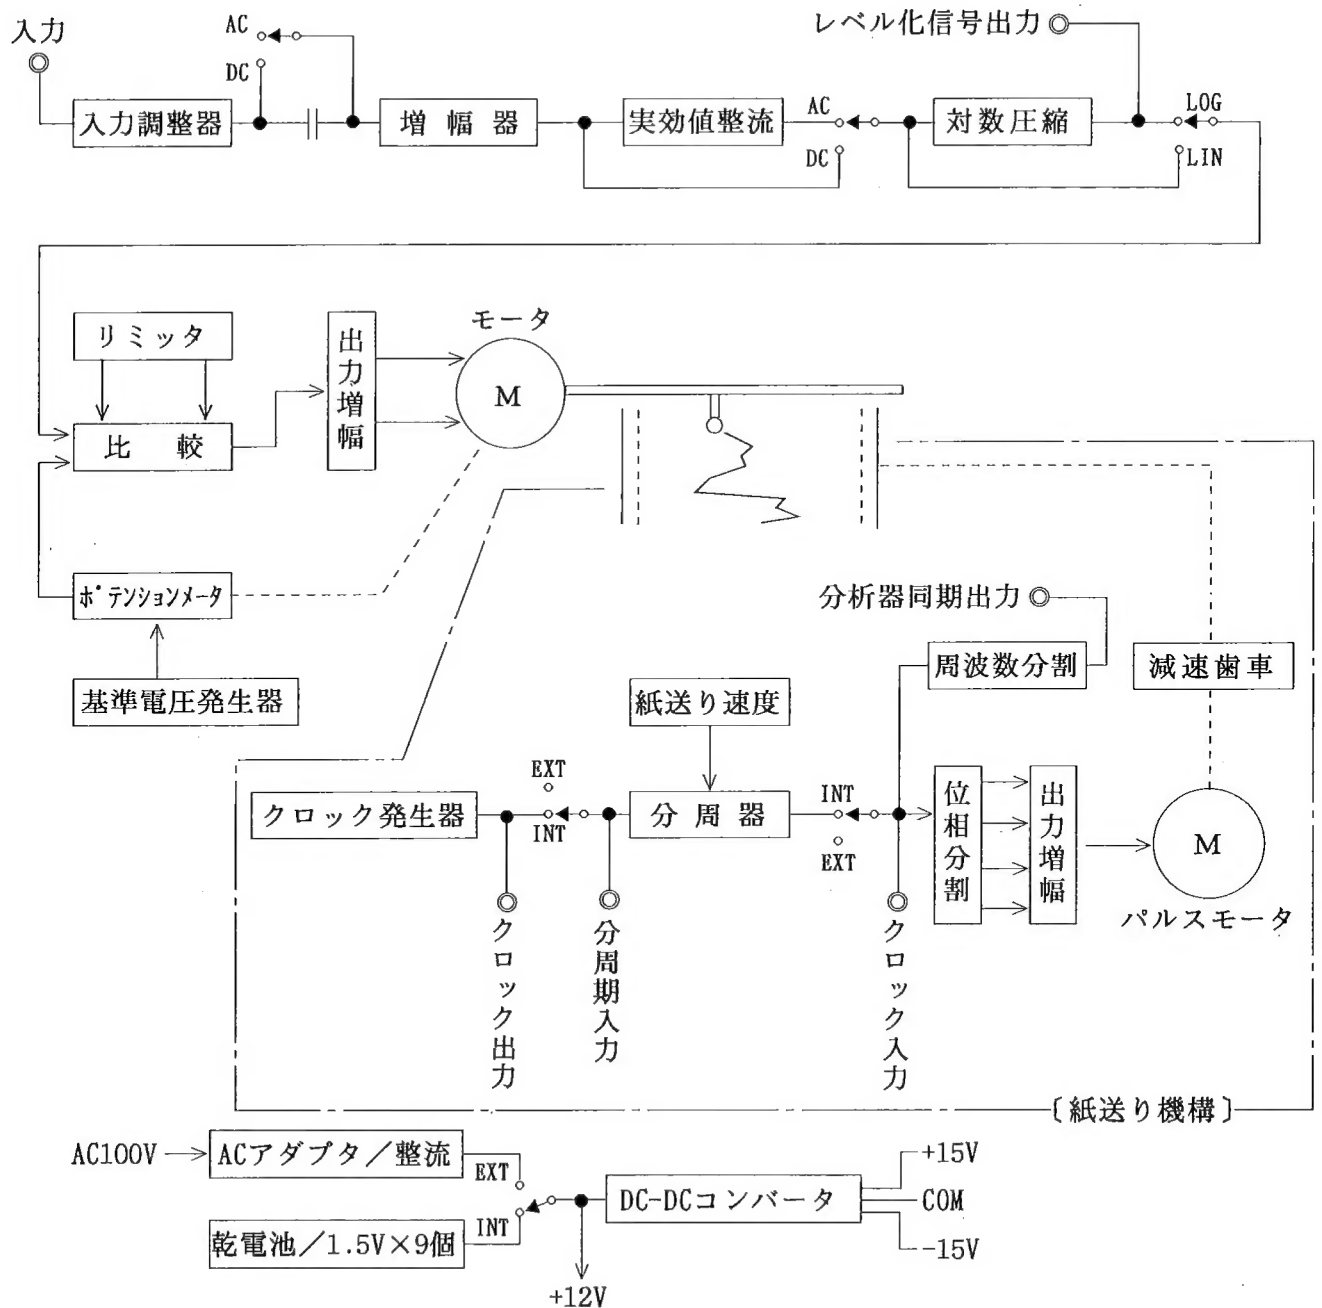 入力
AC
DC
入力調整器
増幅器
実効値整流
AC
DC
対数圧縮
レベル化信号出力
LOG
LIN
リミッタ
比較
出力増幅
モータ
M
ポテンションメータ
基準電圧発生器
分析器同期出力
周波数分割
減速歯車
紙送り速度
クロック発生器
EXT
INT
分周器
INT
EXT
位相分割
出力増幅
M
パルスモータ
クロック出力
分周期入力
クロック入力
〔紙送り機構〕
AC100V
ACアダプタ/整流
EXT
INT
乾電池/1.5V×9個
DC-DCコンバータ
+15V
COM
-15V
+12V